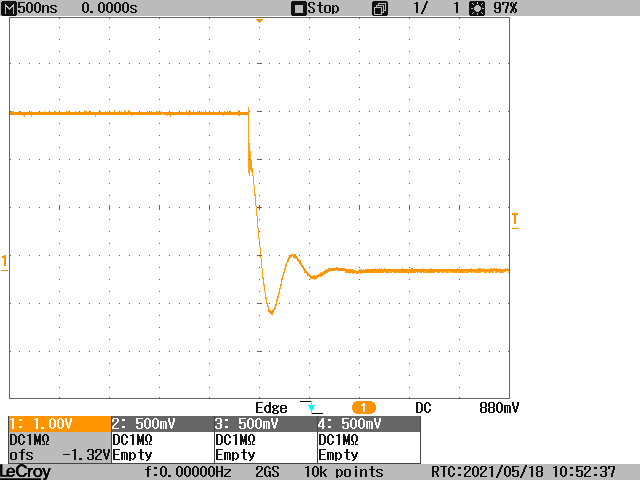 M 500ns 0.0000s Stop 1/ 1 97%
T
1
Edge 1 DC 880mV
1: 1.00V 2: 500mV 3: 500mV 4: 500mV
DC1MΩ DC1MΩ DC1MΩ DC1MΩ
ofs -1.32V Empty Empty Empty
LeCroy f:0.00000Hz 2GS 10k points RTC:2021/05/18 10:52:37